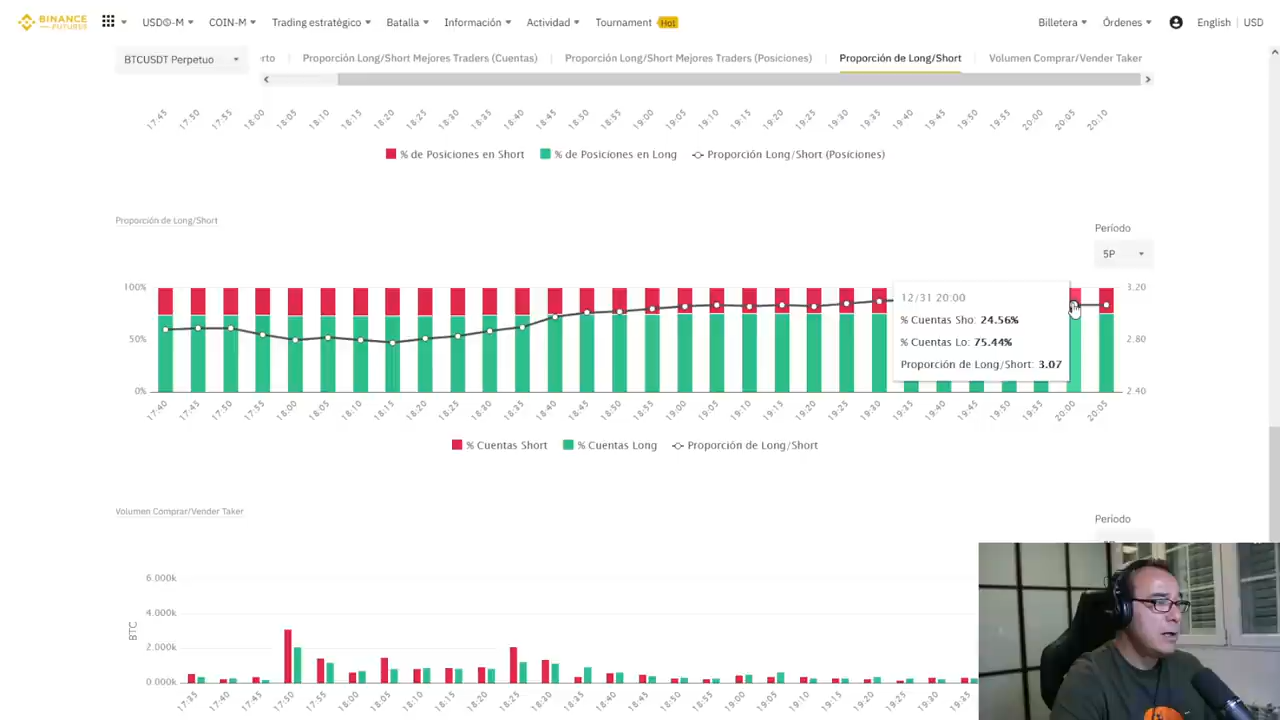 BINANCE FUTURES USDⓈ-M COIN-M Trading estratégico Batalla Información Actividad Tournament Hot Billetera Órdenes English USD
BTCUSDT Perpetuo erto Proporción Long/Short Mejores Traders (Cuentas) Proporción Long/Short Mejores Traders (Posiciones) Proporción de Long/Short Volumen Comprar/Vender Taker
17:45 17:50 17:55 18:00 18:05 18:10 18:15 18:20 18:25 18:30 18:35 18:40 18:45 18:50 18:55 19:00 19:05 19:10 19:15 19:20 19:25 19:30 19:35 19:40 19:45 19:50 19:55 20:00 20:05 20:10
% de Posiciones en Short % de Posiciones en Long Proporción Long/Short (Posiciones)
Proporción de Long/Short
Período
5P
100% 3.20
12/31 20:00
% Cuentas Sho: 24.56%
50% 2.80
% Cuentas Lo: 75.44%
Proporción de Long/Short: 3.07
0% 2.40
17:40 17:45 17:50 17:55 18:00 18:05 18:10 18:15 18:20 18:25 18:30 18:35 18:40 18:45 18:50 18:55 19:00 19:05 19:10 19:15 19:20 19:25 19:30 19:35 19:40 19:45 19:50 19:55 20:00 20:05
% Cuentas Short % Cuentas Long Proporción de Long/Short
Volumen Comprar/Vender Taker
Período
6.000k
4.000k
BTC
2.000k
0.000k
17:35 17:40 17:45 17:50 17:55 18:00 18:05 18:10 18:15 18:20 18:25 18:30 18:35 18:40 18:45 18:50 18:55 19:00 19:05 19:10 19:15 19:20 19:25 19:30 19:35